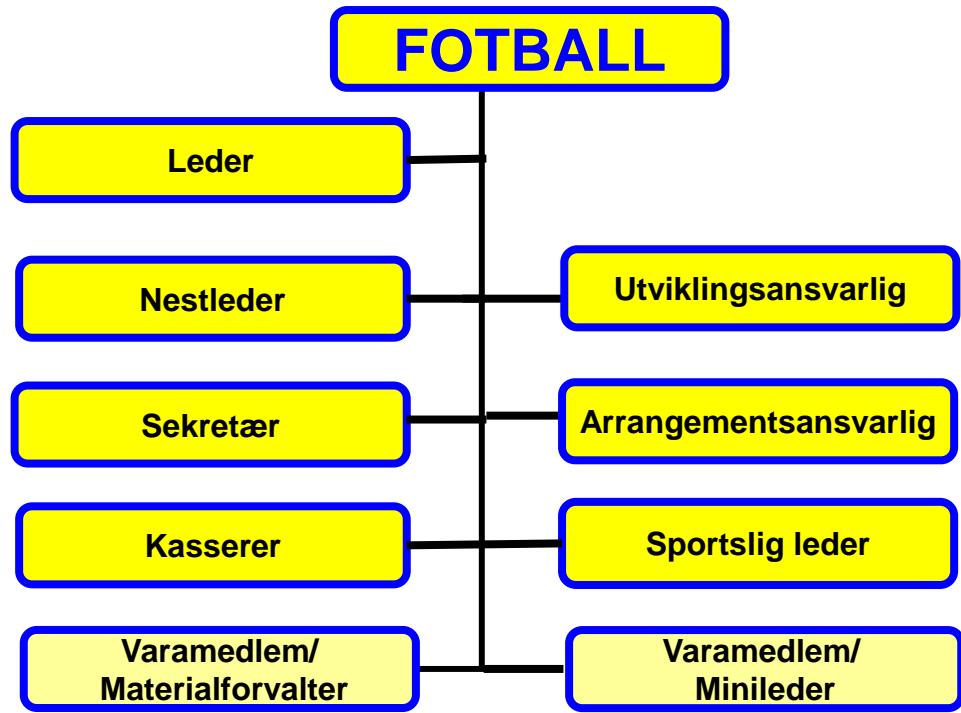 FOTBALL
Leder
Nestleder
Utviklingsansvarlig
Sekretær
Arrangementsansvarlig
Kasserer
Sportslig leder
Varamedlem/
Materialforvalter
Varamedlem/
Minileder